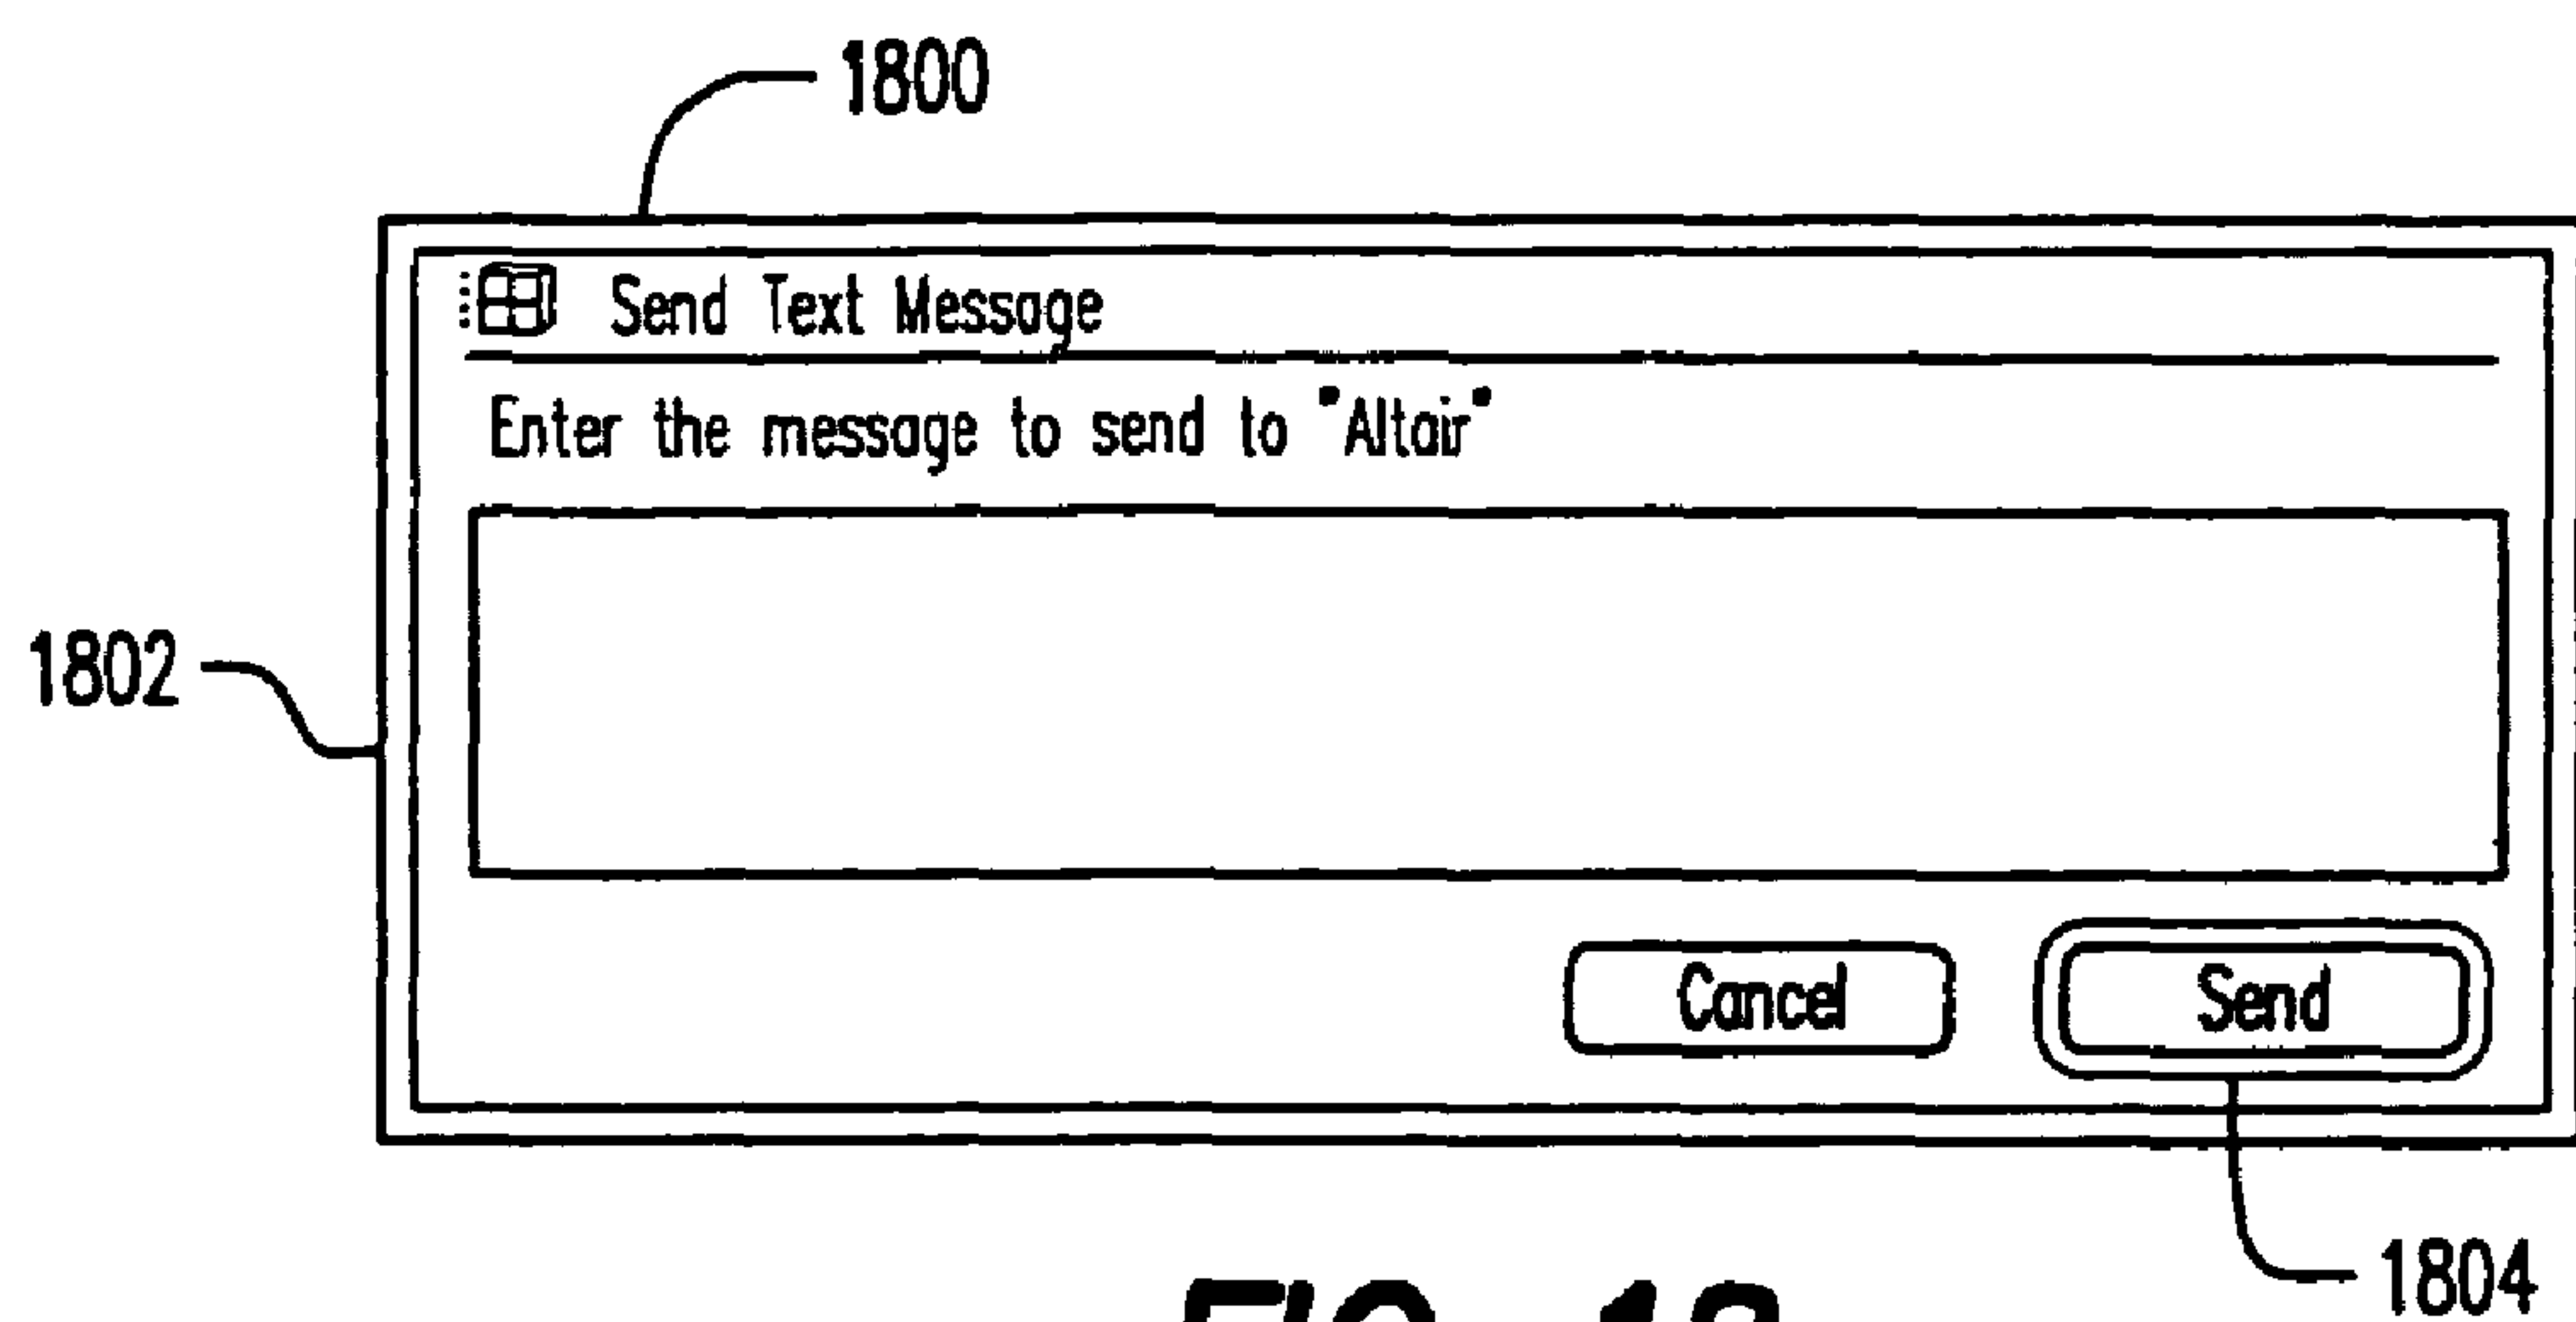 1800
Send Text Message
Enter the message to send to "Altair"
1802
Cancel Send
1804